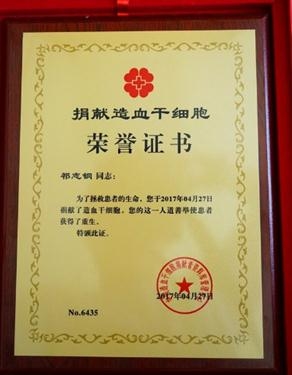 捐献造血干细胞
荣誉证书
祁志钢 同志：
为了拯救患者的生命，您于2017年04月27日
捐献了造血干细胞，您的这一人道善举使患者
获得了重生。
特颁此证。
2017年04月27日
No.6435